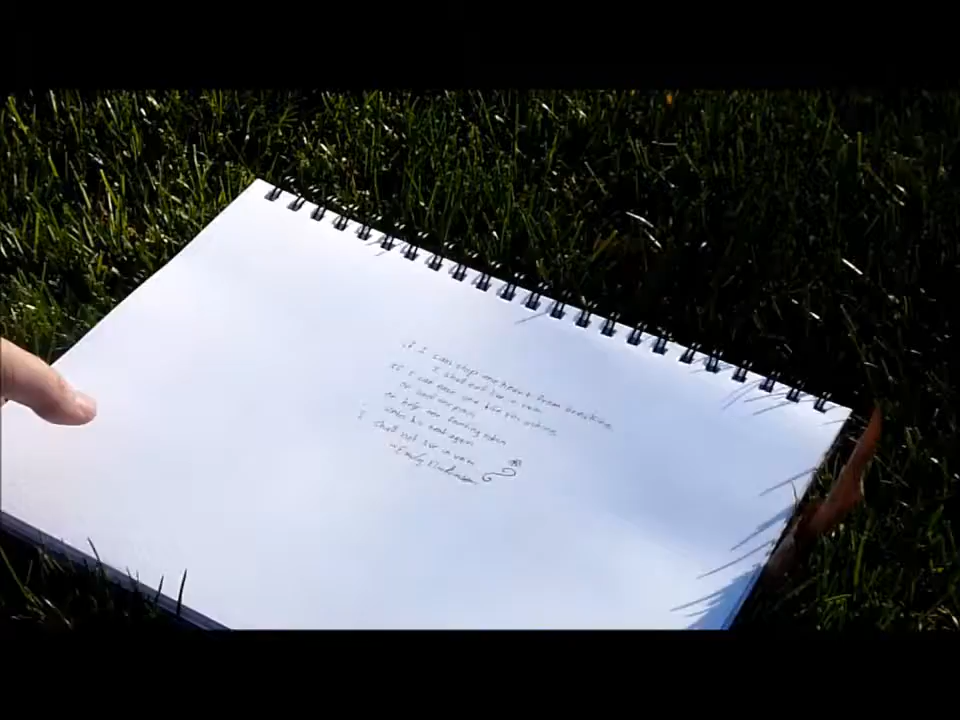 if I can stop one heart from breaking,
I shall not live in vain
If I can ease one life the aching,
or cool one pain,
or help one fainting robin
unto his nest again
I shall not live in vain.
~Emily Dickinson